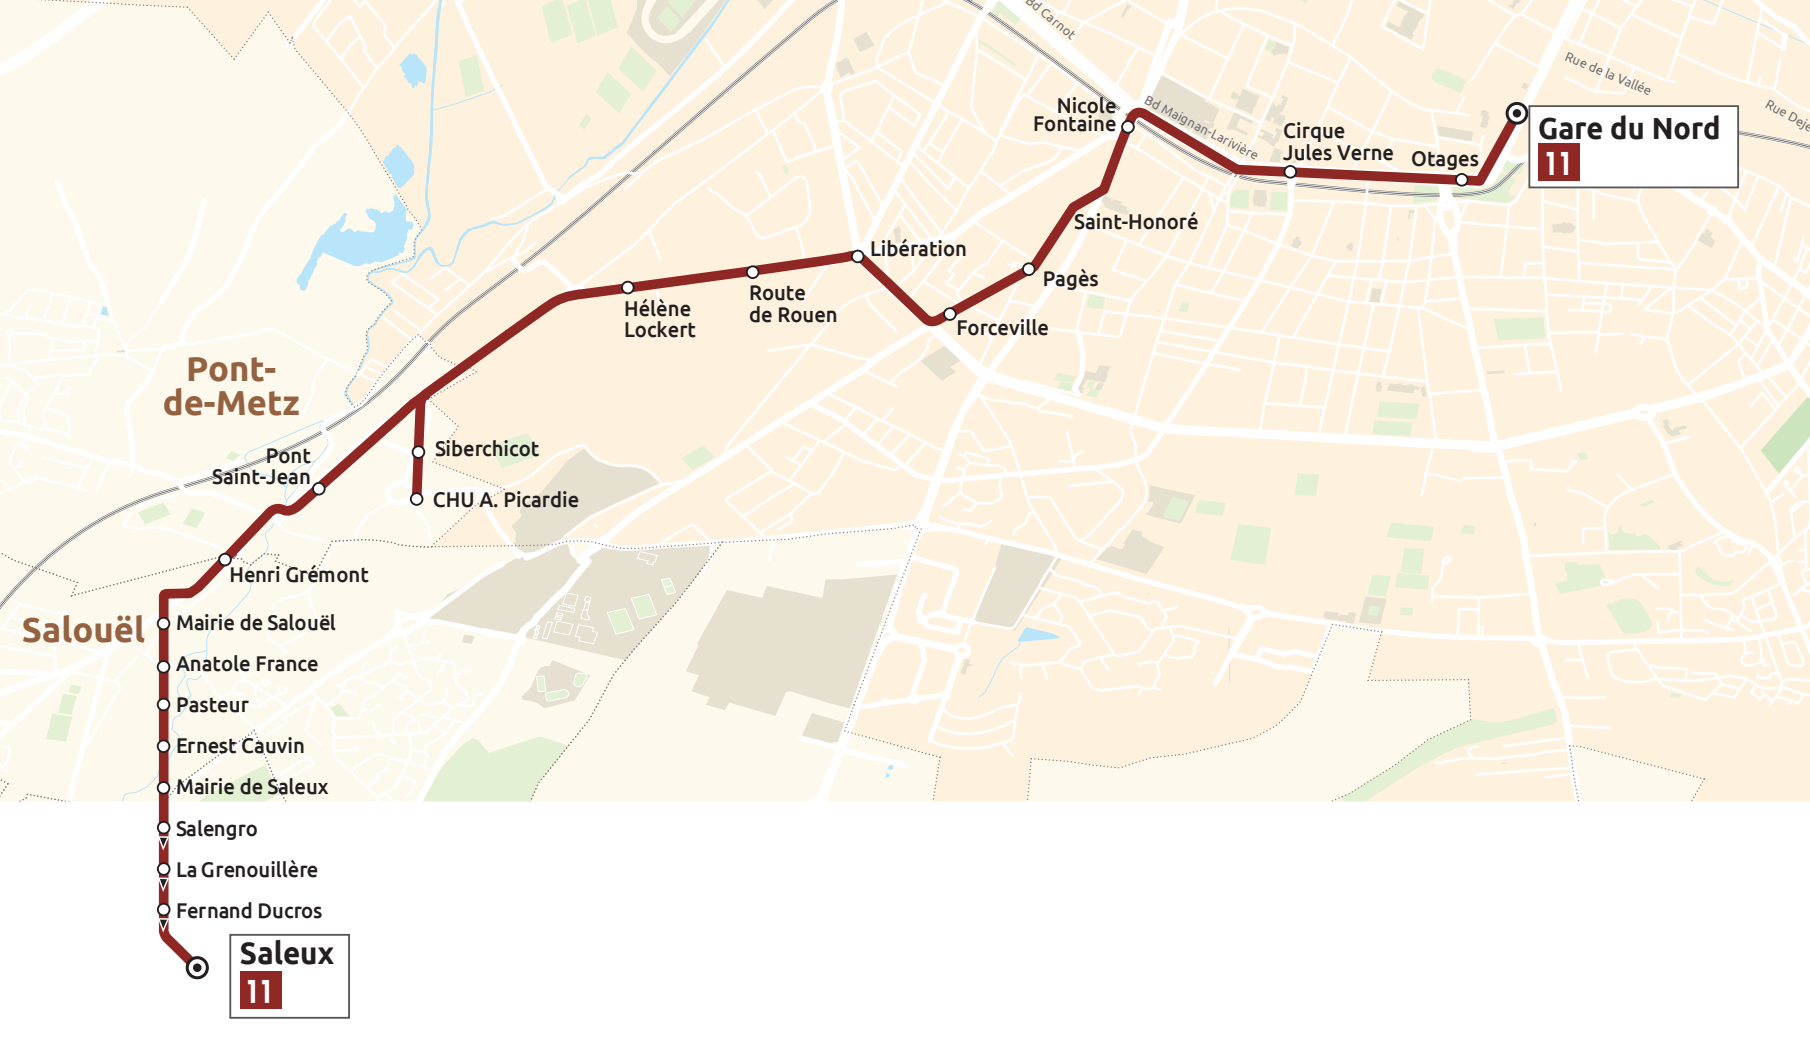 Bd Carnot
Rue de la Vallée
Rue Deje
Bd Maignan-Larivière
Nicole
Fontaine
Cirque
Jules Verne
Otages
Gare du Nord
11
Saint-Honoré
Pagès
Libération
Forceville
Route
de Rouen
Hélène
Lockert
Pont-
de-Metz
Siberchicot
CHU A. Picardie
Pont
Saint-Jean
Henri Grémont
Salouël
Mairie de Salouël
Anatole France
Pasteur
Ernest Cauvin
Mairie de Saleux
Salengro
La Grenouillère
Fernand Ducros
Saleux
11